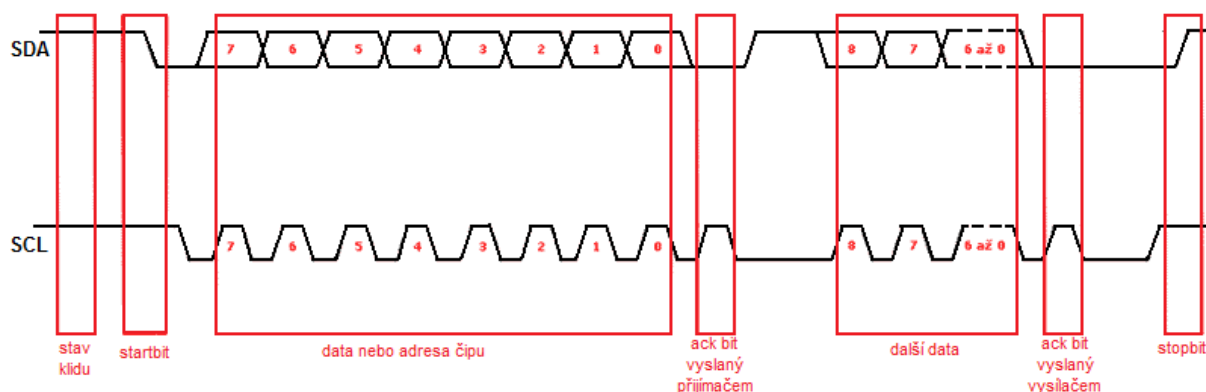 SDA
7 6 5 4 3 2 1 0 8 7 6 až 0
SCL
7 6 5 4 3 2 1 0 8 7 6 až 0
stav
klidu
startbit
data nebo adresa čipu
ack bit
vyslaný
přijímačem
další data
ack bit
vyslaný
vysílačem
stopbit